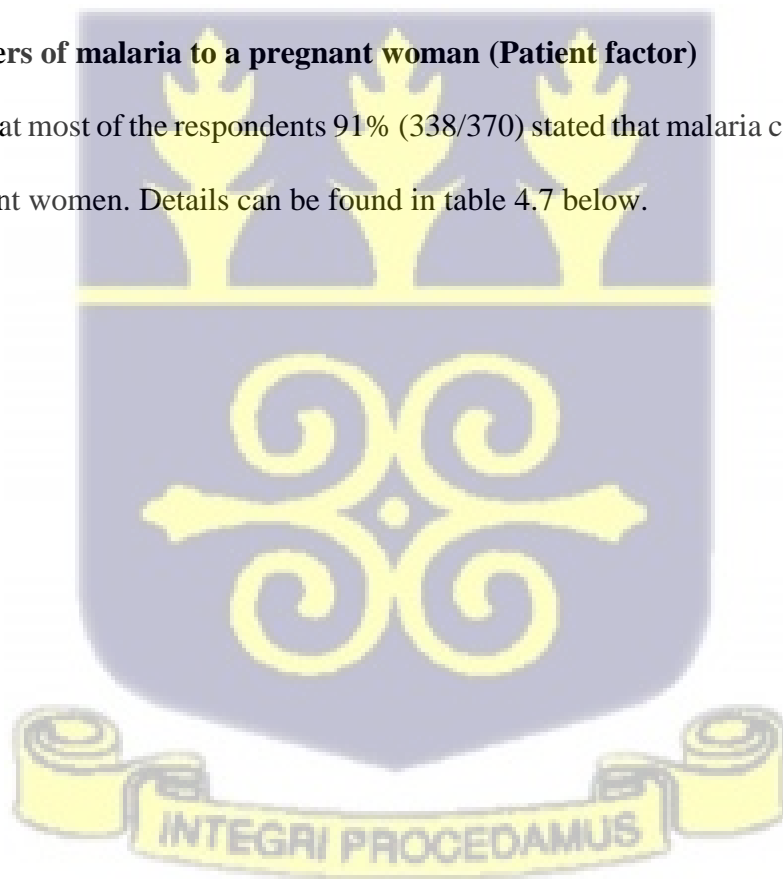 ers of malaria to a pregnant woman (Patient factor)
at most of the respondents 91% (338/370) stated that malaria c
nt women. Details can be found in table 4.7 below.
INTEGRI PROCEDAMUS